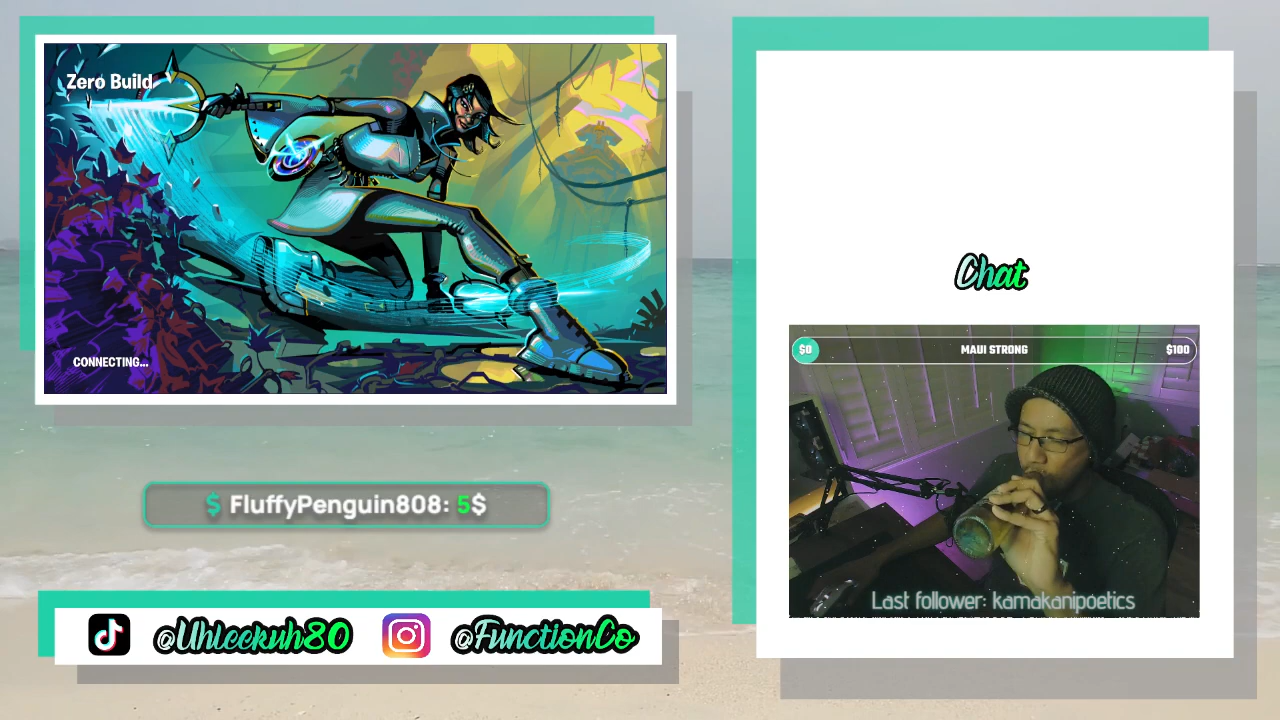 Zero Build
CONNECTING...
$ FluffyPenguin808: 5$
@Uhleekuh80
@FunctionCo
Chat
$0 MAUI STRONG $100
Last follower: kamakanipoetics